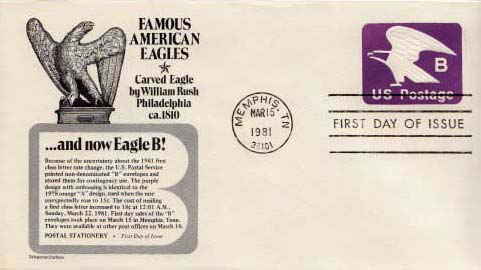 FAMOUS
AMERICAN
EAGLES
Carved Eagle
by William Rush
Philadelphia
ca.1810
...and now Eagle B!
Because of the uncertainty about the 1981 first
class letter rate change, the U.S. Postal Service
printed non-denominated "B" envelopes and
stored them for contingency use. The purple
design with embossing is identical to the
1978 orange "A" design, used when the rate
unexpectedly rose to 15¢. The cost of mailing
a first class letter increased to 18¢ at 12:01 A.M.,
Sunday, March 22, 1981. First day sales of the "B"
envelopes took place on March 15 in Memphis, Tenn.
They were available at other post offices on March 16.
POSTAL STATIONERY • First Day of Issue
MEMPHIS, TN
MAR 15
1981
38101
B
US Postage
FIRST DAY OF ISSUE